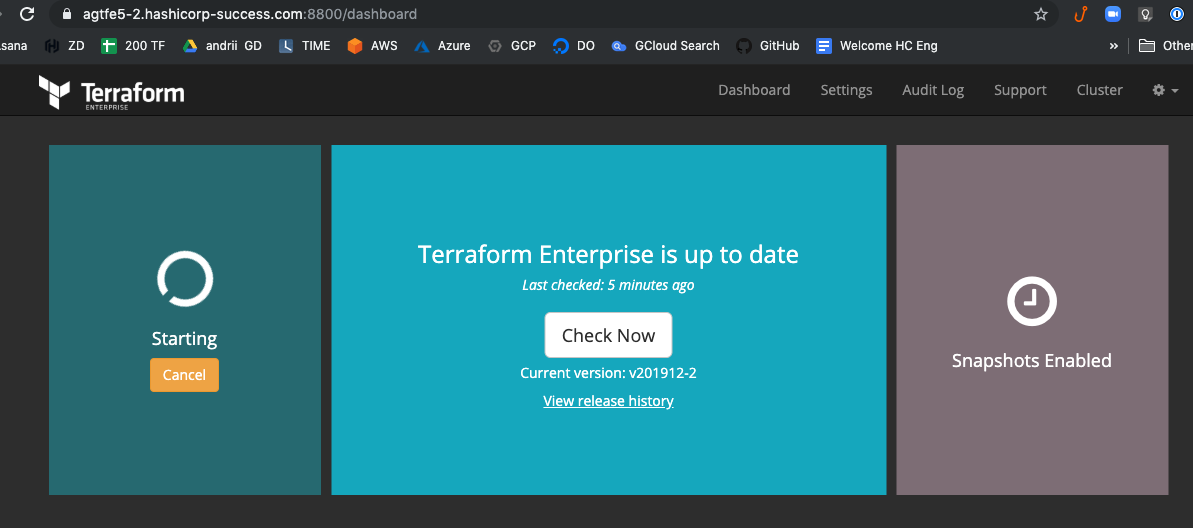 agtfe5-2.hashicorp-success.com:8800/dashboard
sana ZD 200 TF andrii GD TIME AWS Azure GCP DO GCloud Search GitHub Welcome HC Eng » Other
Terraform
ENTERPRISE
Dashboard Settings Audit Log Support Cluster
Starting
Cancel
Terraform Enterprise is up to date
Last checked: 5 minutes ago
Check Now
Current version: v201912-2
View release history
Snapshots Enabled